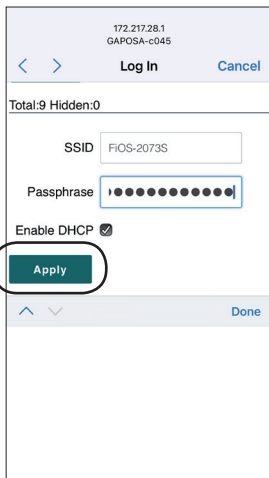 172.217.28.1
GAPOSA-c045
Log In Cancel
Total:9 Hidden:0
SSID FiOS-2073S
Passphrase ●●●●●●●●●●●●
Enable DHCP
Apply
Done